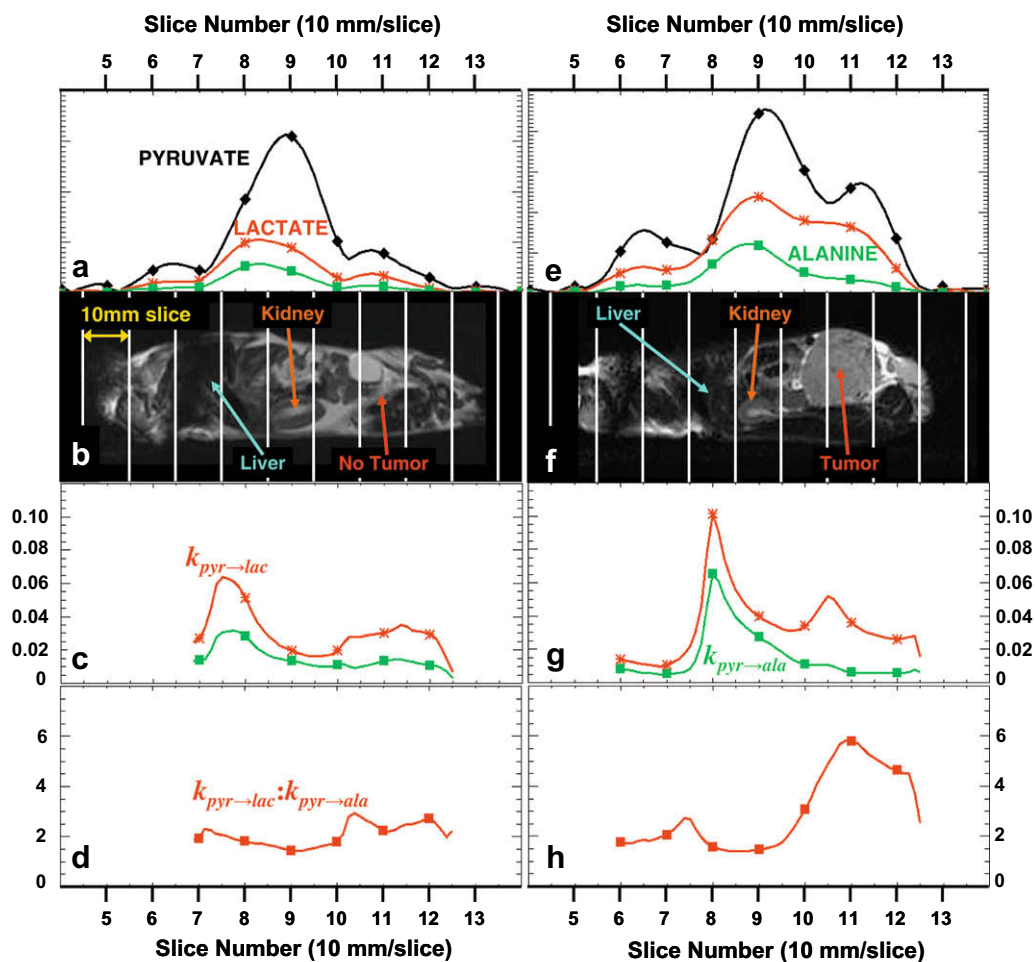 Slice Number (10 mm/slice)
Slice Number (10 mm/slice)
5 6 7 8 9 10 11 12 13
5 6 7 8 9 10 11 12 13
PYRUVATE
LACTATE
a
ALANINE
e
10mm slice
Kidney
Liver
No Tumor
b
Liver
Kidney
Tumor
f
0.10
0.08
0.06
0.04
0.02
0
k pyr→lac
c
k pyr→ala
g
0.10
0.08
0.06
0.04
0.02
0
6
4
2
0
k pyr→lac:k pyr→ala
d
h
6
4
2
0
5 6 7 8 9 10 11 12 13
5 6 7 8 9 10 11 12 13
Slice Number (10 mm/slice)
Slice Number (10 mm/slice)